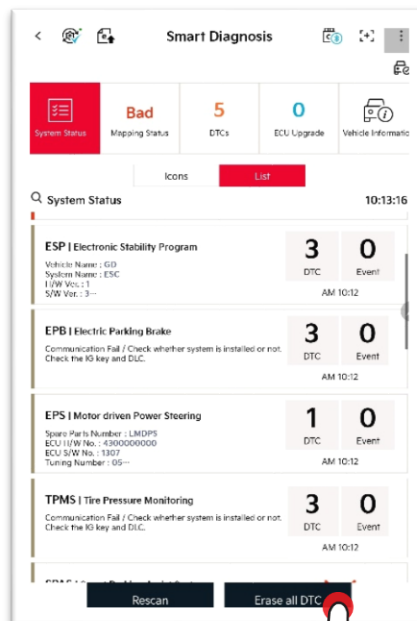 Smart Diagnosis
System Status
Bad
Mapping Status
5
DTCs
0
ECU Upgrade
Vehicle Informatic
Icons
List
System Status
10:13:16
ESP | Electronic Stability Program
Vehicle Name : GD
System Name : ESC
H/W Ver. : 1
S/W Ver. : 3···
3
DTC
0
Event
AM 10:12
EPB | Electric Parking Brake
Communication Fail / Check whether system is installed or not.
Check the IG key and DLC.
3
DTC
0
Event
AM 10:12
EPS | Motor driven Power Steering
Spare Parts Number : LMDPS
ECU H/W No. : 4300000000
ECU S/W No. : 1307
Tuning Number : 05···
1
DTC
0
Event
AM 10:12
TPMS | Tire Pressure Monitoring
Communication Fail / Check whether system is installed or not.
Check the IG key and DLC.
3
DTC
0
Event
AM 10:12
Rescan
Erase all DTC